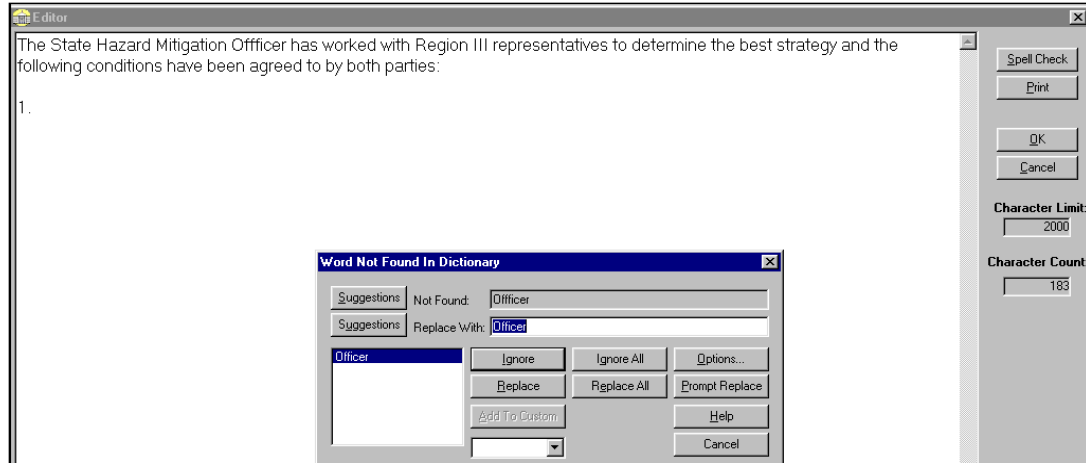 Editor
The State Hazard Mitigation Offficer has worked with Region III representatives to determine the best strategy and the
following conditions have been agreed to by both parties:
1.
Spell Check
Print
OK
Cancel
Character Limit:
2000
Character Count
183
Word Not Found In Dictionary
Suggestions Not Found: Offficer
Suggestions Replace With: Officer
Officer
Ignore Ignore All Options...
Replace Replace All Prompt Replace
Add To Custom Help
Cancel